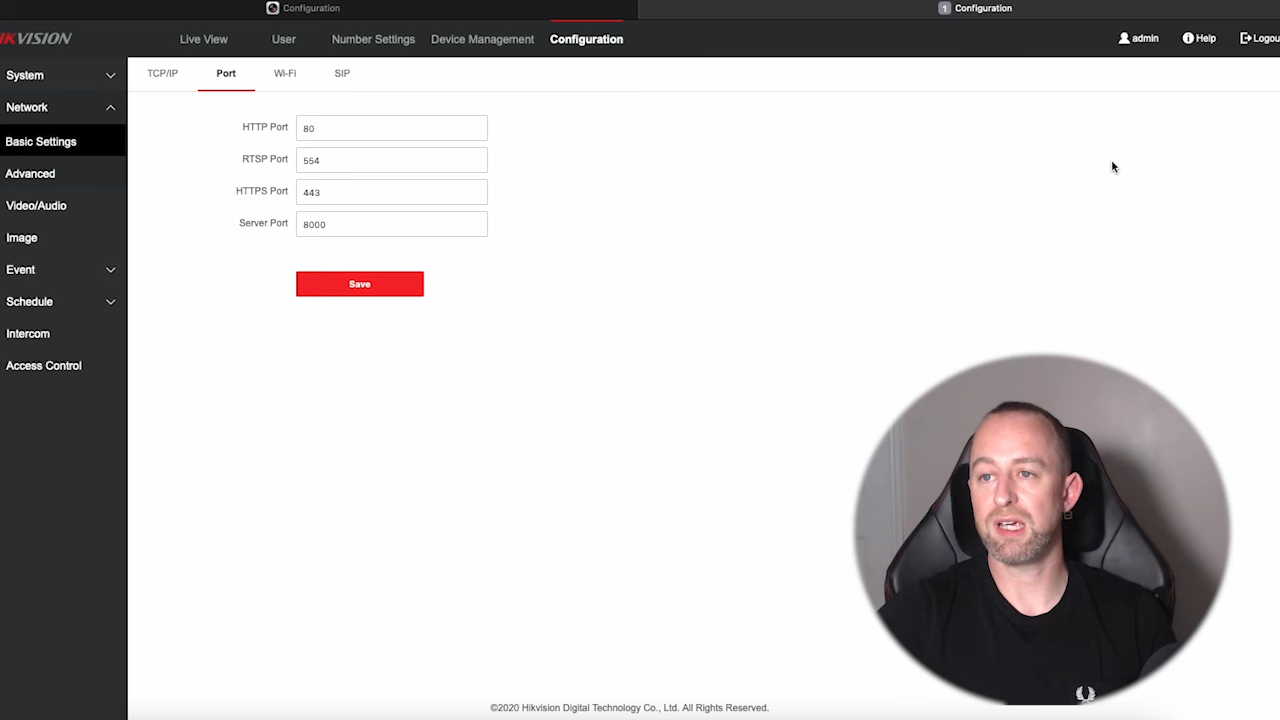 Configuration
1 Configuration
HIKVISION Live View User Number Settings Device Management Configuration admin Help
System
Network
Basic Settings
Advanced
Video/Audio
Image
Event
Schedule
Intercom
Access Control
TCP/IP Port Wi-Fi SIP
HTTP Port 80
RTSP Port 554
HTTPS Port 443
Server Port 8000
Save
©2020 Hikvision Digital Technology Co., Ltd. All Rights Reserved.